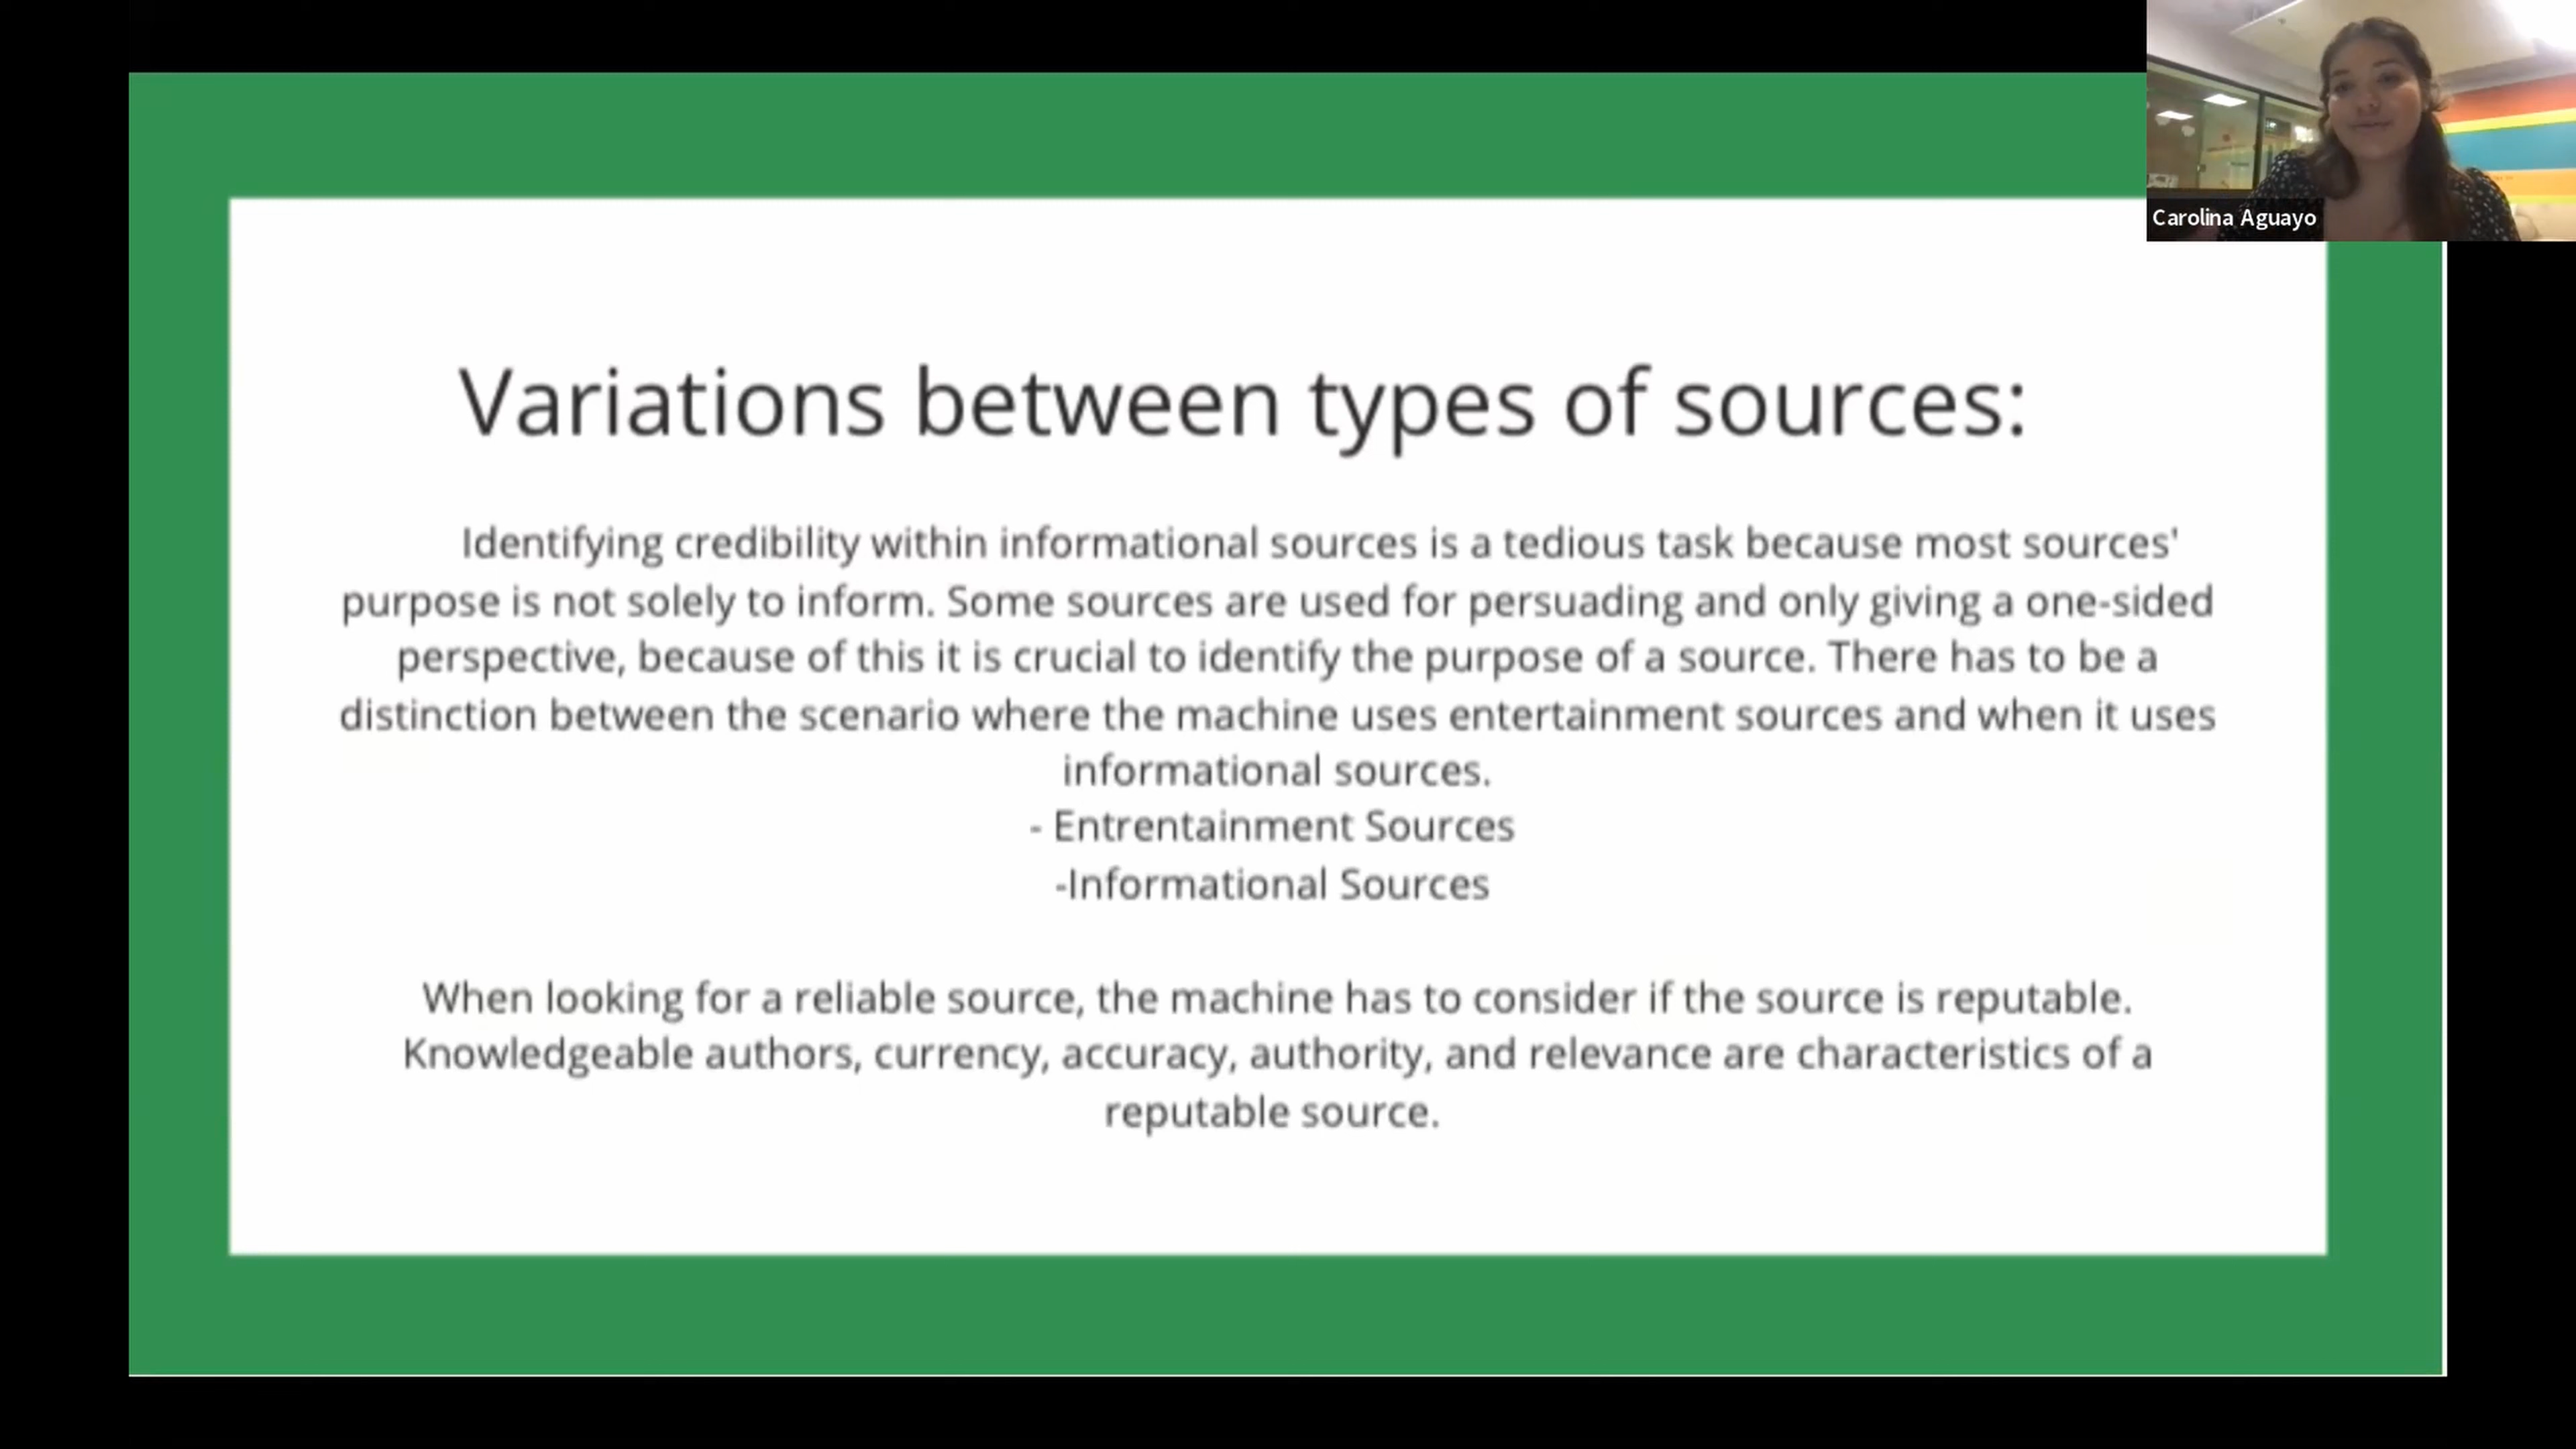 Carolina Aguayo
Variations between types of sources:
Identifying credibility within informational sources is a tedious task because most sources'
purpose is not solely to inform. Some sources are used for persuading and only giving a one-sided
perspective, because of this it is crucial to identify the purpose of a source. There has to be a
distinction between the scenario where the machine uses entertainment sources and when it uses
informational sources.
- Entrentainment Sources
-Informational Sources
When looking for a reliable source, the machine has to consider if the source is reputable.
Knowledgeable authors, currency, accuracy, authority, and relevance are characteristics of a
reputable source.